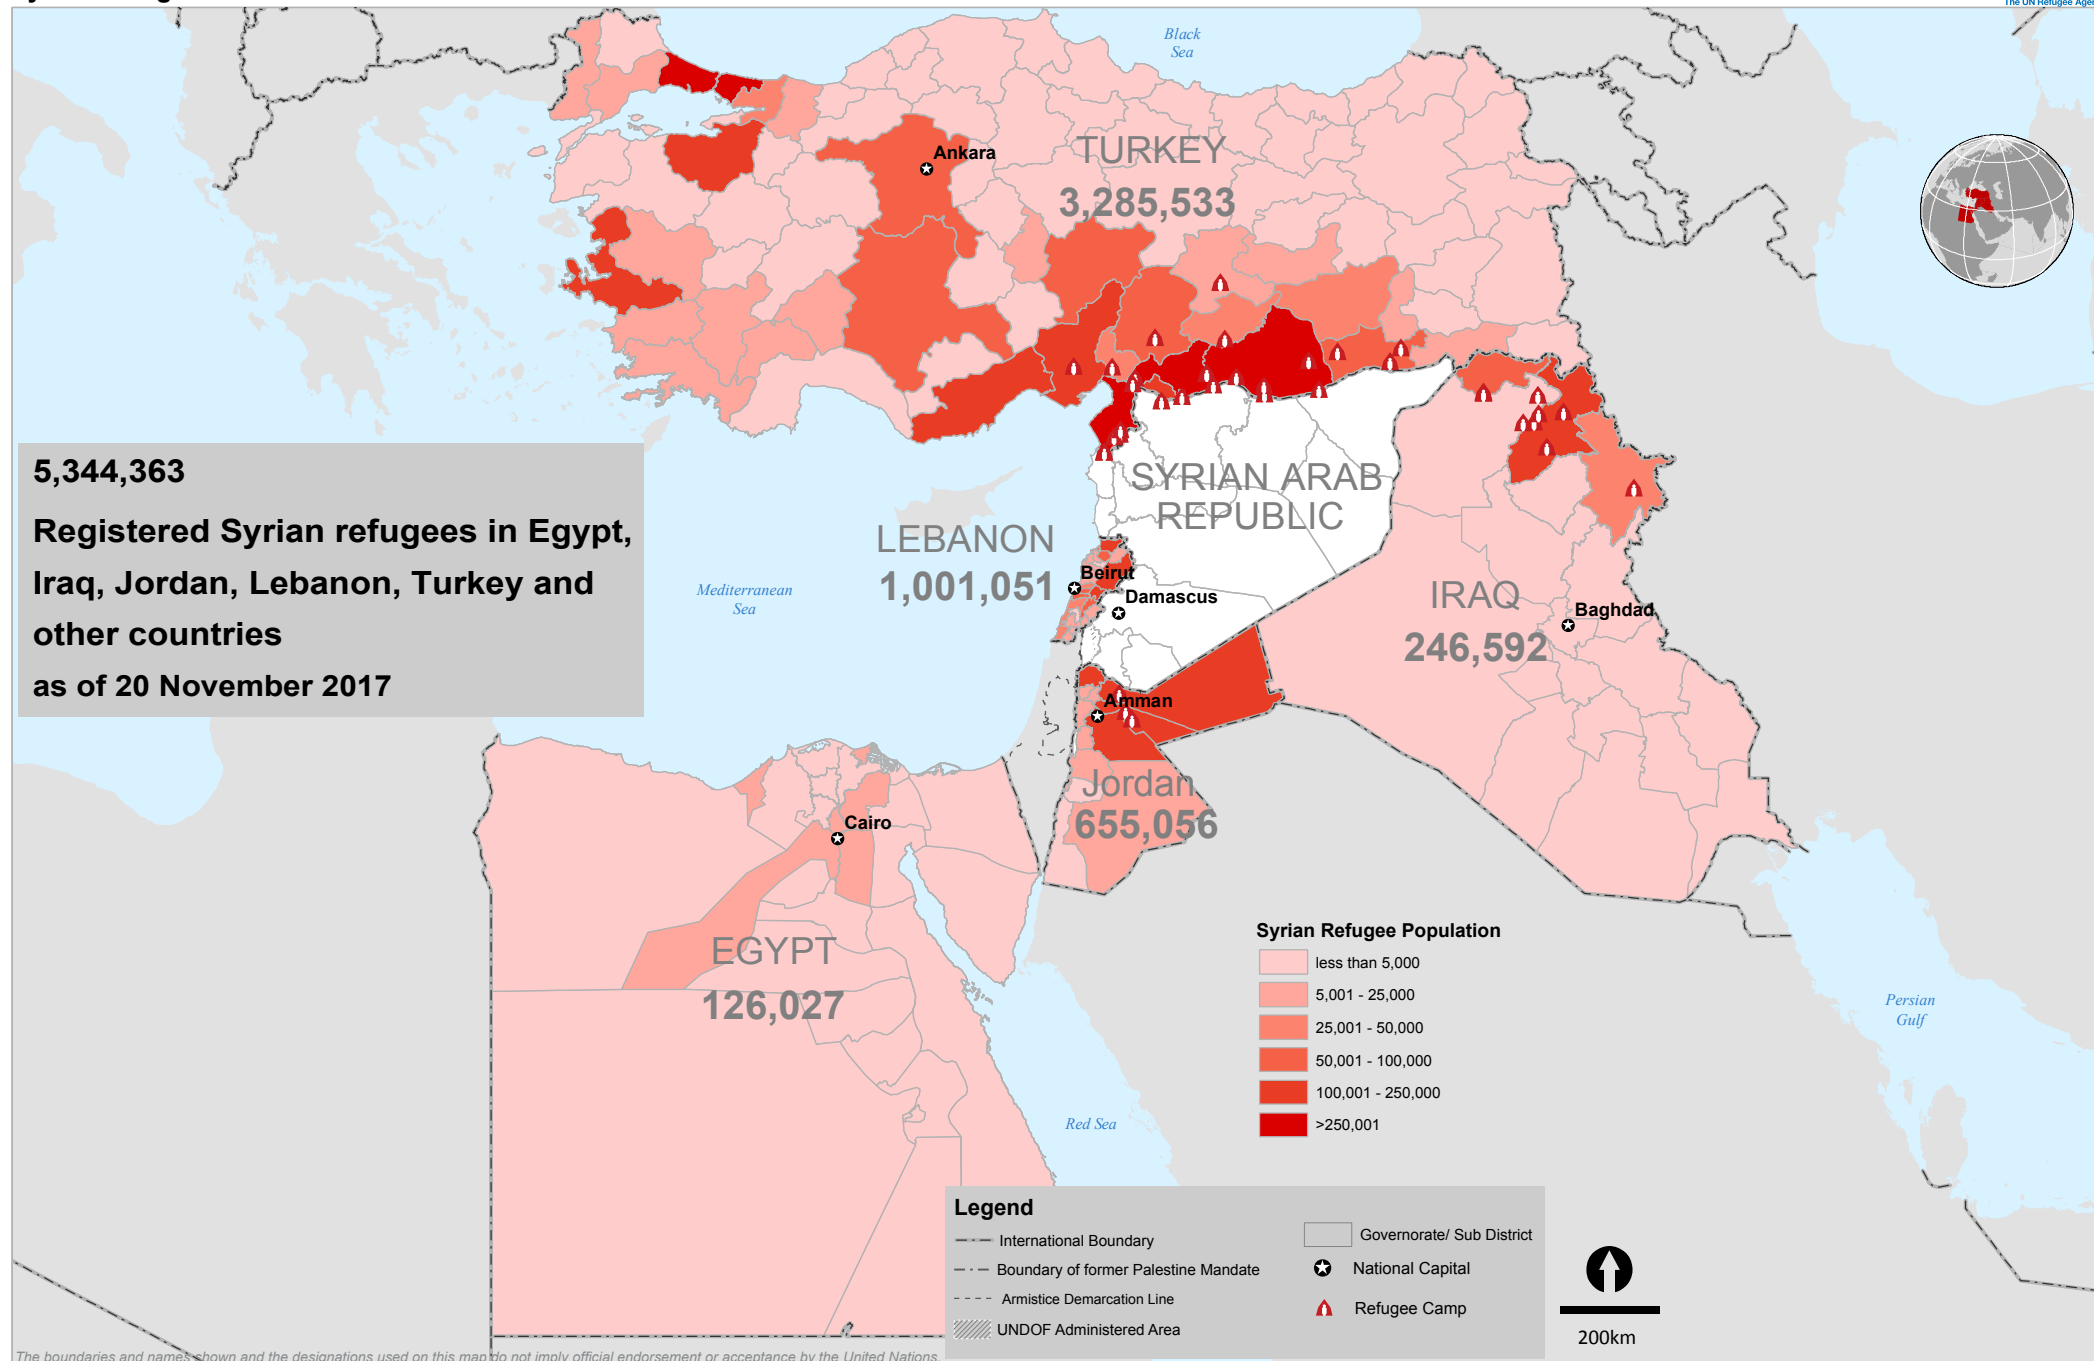 The UN Refugee Agency
Black
Sea
Ankara
TURKEY
3,285,533
5,344,363
Registered Syrian refugees in Egypt,
Iraq, Jordan, Lebanon, Turkey and
other countries
as of 20 November 2017
SYRIAN ARAB
REPUBLIC
LEBANON
1,001,051
Beirut
Damascus
Mediterranean
Sea
IRAQ
246,592
Baghdad
Amman
Jordan
655,056
Cairo
EGYPT
126,027
Red Sea
Persian
Gulf
Syrian Refugee Population
less than 5,000
5,001 - 25,000
25,001 - 50,000
50,001 - 100,000
100,001 - 250,000
>250,001
Legend
International Boundary
Boundary of former Palestine Mandate
Armistice Demarcation Line
UNDOF Administered Area
Governorate/ Sub District
National Capital
Refugee Camp
200km
The boundaries and names shown and the designations used on this map do not imply official endorsement or acceptance by the United Nations.